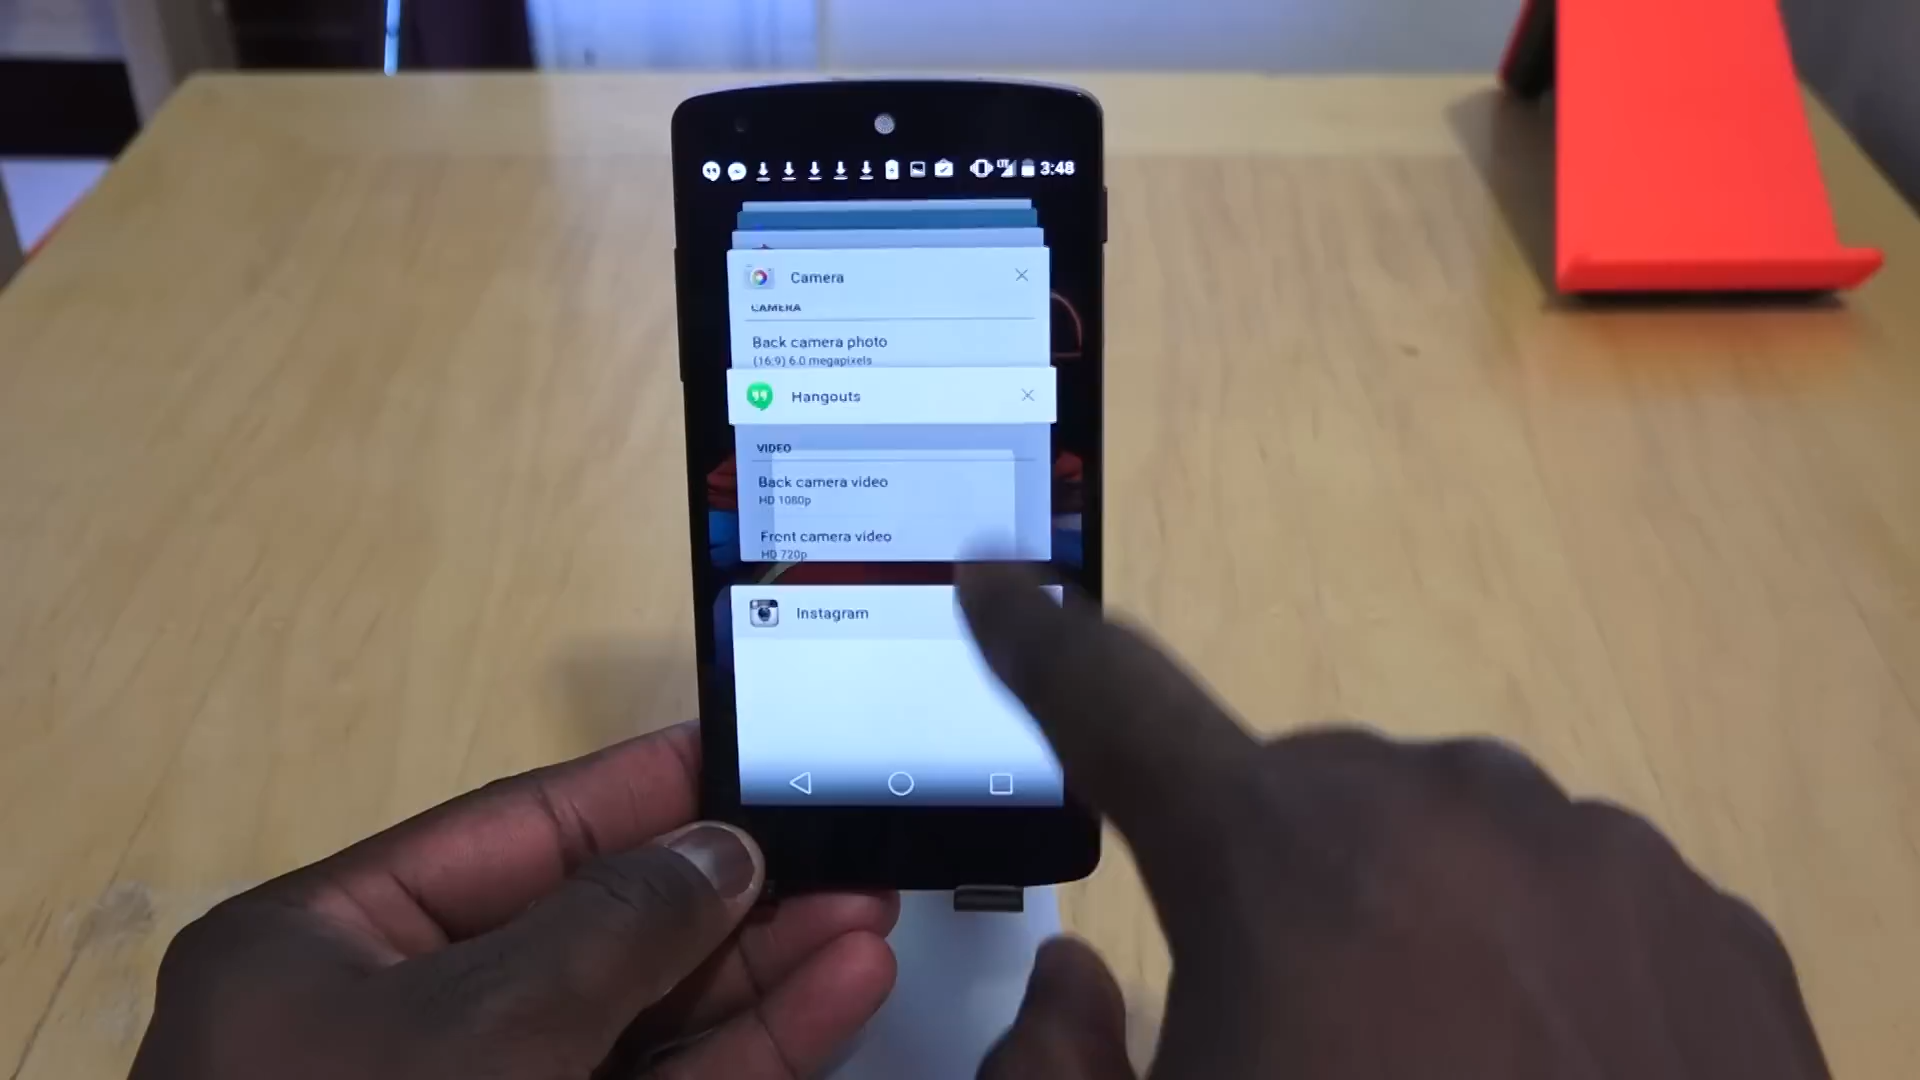 LTE 3:48
Camera
CAMERA
Back camera photo
(16:9) 6.0 megapixels
Hangouts
VIDEO
Back camera video
HD 1080p
Front camera video
HD 720p
Instagram